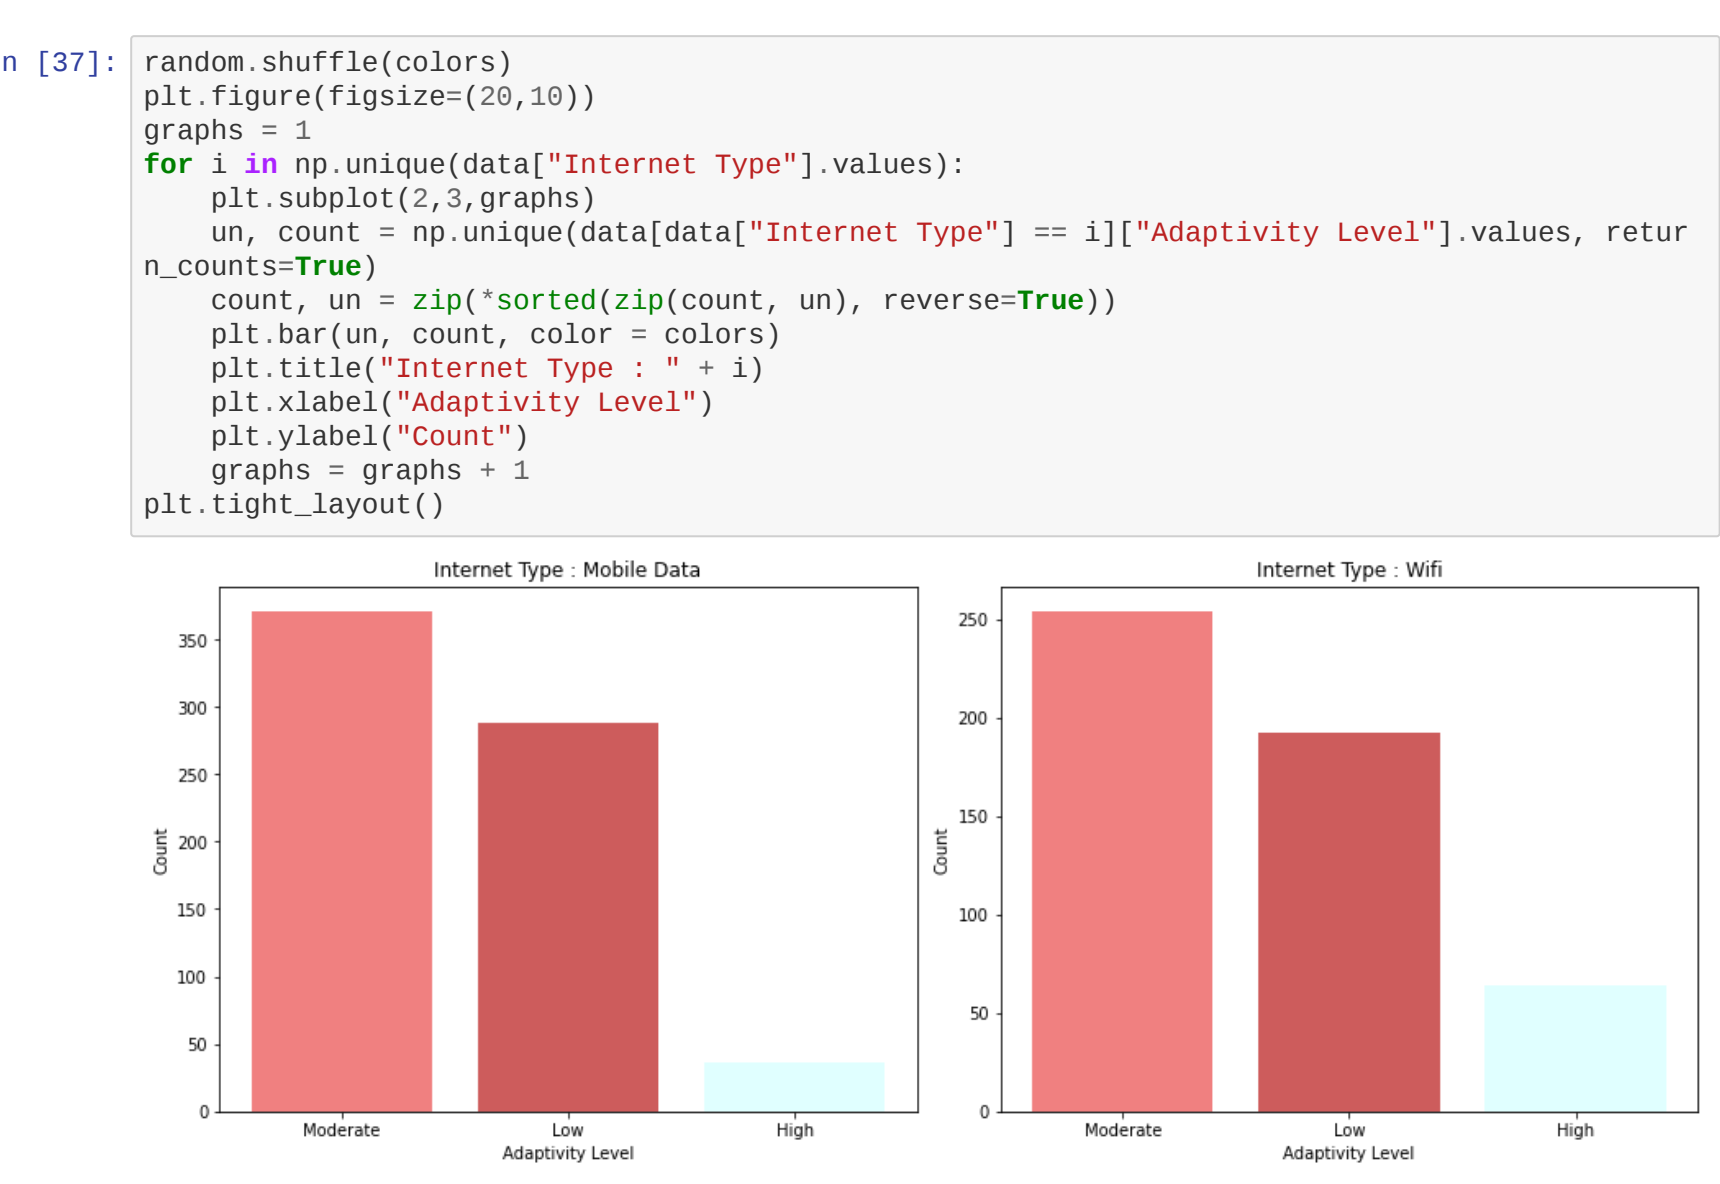 n [37]:
random.shuffle(colors)
plt.figure(figsize=(20,10))
graphs = 1
for i in np.unique(data["Internet Type"].values):
    plt.subplot(2,3,graphs)
    un, count = np.unique(data[data["Internet Type"] == i]["Adaptivity Level"].values, retur
n_counts=True)
    count, un = zip(*sorted(zip(count, un), reverse=True))
    plt.bar(un, count, color = colors)
    plt.title("Internet Type : " + i)
    plt.xlabel("Adaptivity Level")
    plt.ylabel("Count")
    graphs = graphs + 1
plt.tight_layout()
Internet Type : Mobile Data
350
300
250
200
150
100
50
0
Count
Moderate Low High
Adaptivity Level
Internet Type : Wifi
250
200
150
100
50
0
Count
Moderate Low High
Adaptivity Level